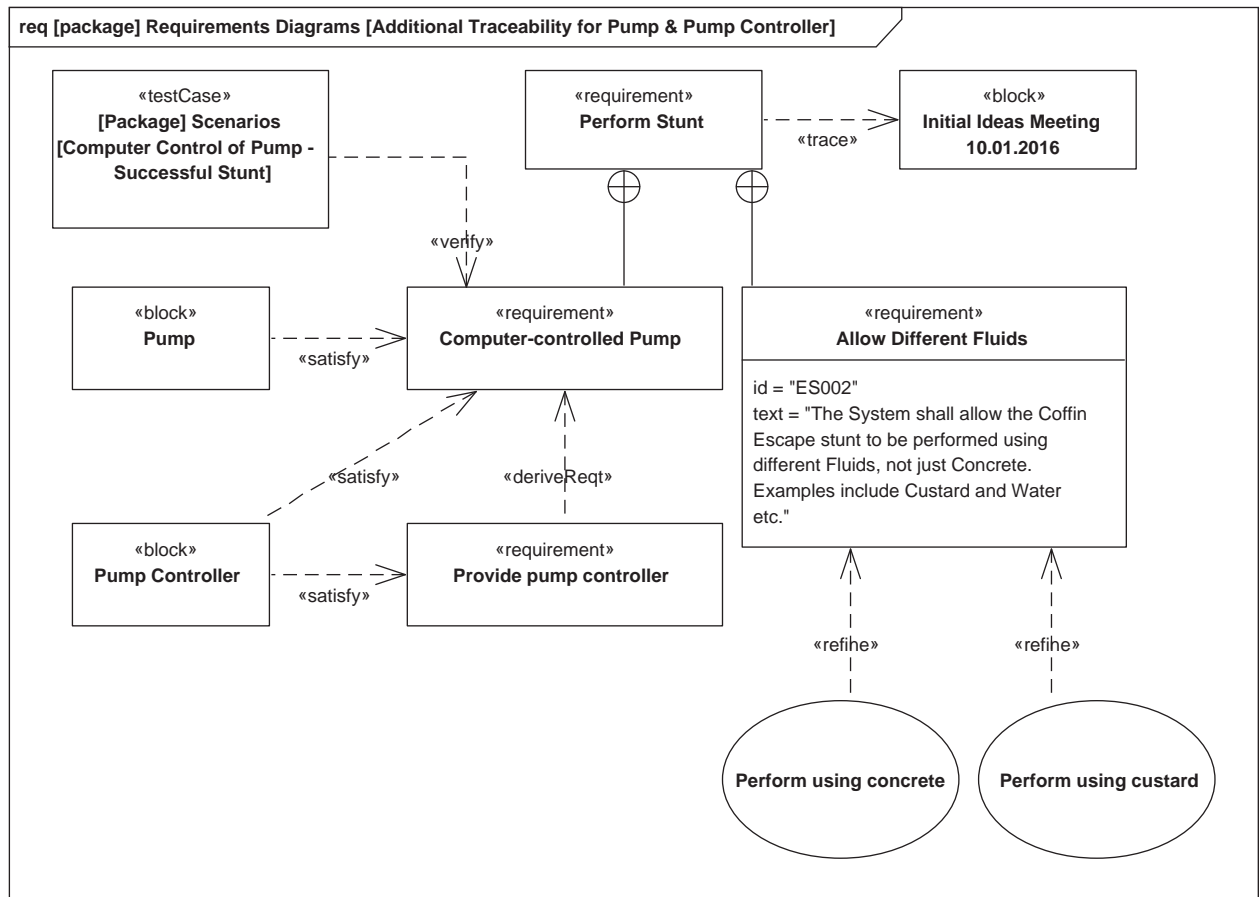 req [package] Requirements Diagrams [Additional Traceability for Pump & Pump Controller]
«testCase»
[Package] Scenarios
[Computer Control of Pump -
Successful Stunt]
«requirement»
Perform Stunt
«trace»
«block»
Initial Ideas Meeting
10.01.2016
«verify»
«block»
Pump
«satisfy»
«requirement»
Computer-controlled Pump
«requirement»
Allow Different Fluids
id = "ES002"
text = "The System shall allow the Coffin
Escape stunt to be performed using
different Fluids, not just Concrete.
Examples include Custard and Water
etc."
«satisfy»
«deriveReqt»
«block»
Pump Controller
«satisfy»
«requirement»
Provide pump controller
«refine»
«refine»
Perform using concrete
Perform using custard